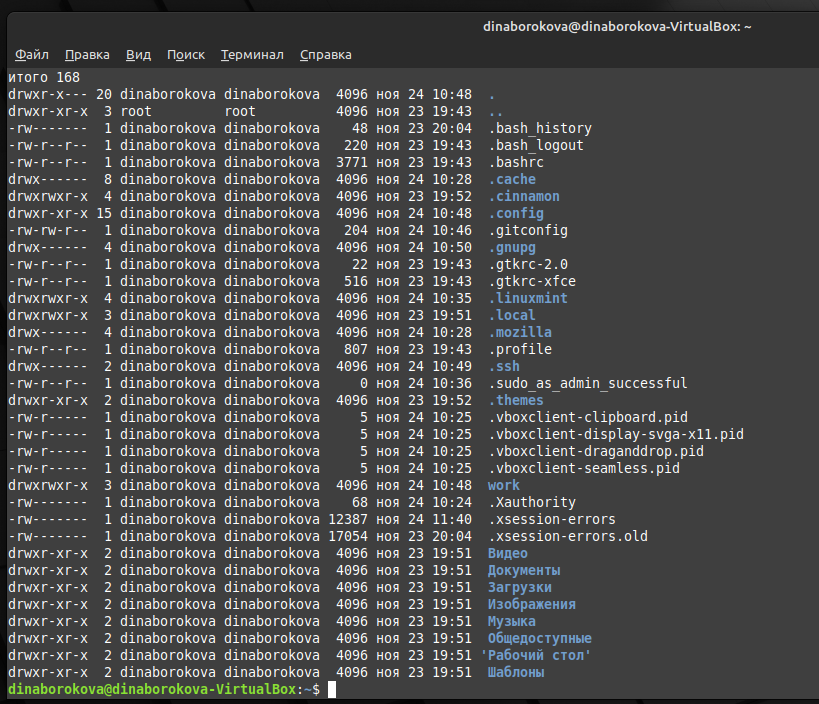 dinaborokova@dinaborokova-VirtualBox: ~
Файл Правка Вид Поиск Терминал Справка
итого 168
drwxr-x--- 20 dinaborokova dinaborokova  4096 ноя 24 10:48  .
drwxr-xr-x  3 root         root          4096 ноя 23 19:43  ..
-rw-------  1 dinaborokova dinaborokova    48 ноя 23 20:04  .bash_history
-rw-r--r--  1 dinaborokova dinaborokova   220 ноя 23 19:43  .bash_logout
-rw-r--r--  1 dinaborokova dinaborokova  3771 ноя 23 19:43  .bashrc
drwx------  8 dinaborokova dinaborokova  4096 ноя 24 10:28  .cache
drwxrwxr-x  4 dinaborokova dinaborokova  4096 ноя 23 19:52  .cinnamon
drwxr-xr-x 15 dinaborokova dinaborokova  4096 ноя 24 10:48  .config
-rw-rw-r--  1 dinaborokova dinaborokova   204 ноя 24 10:46  .gitconfig
drwx------  4 dinaborokova dinaborokova  4096 ноя 24 10:50  .gnupg
-rw-r--r--  1 dinaborokova dinaborokova    22 ноя 23 19:43  .gtkrc-2.0
-rw-r--r--  1 dinaborokova dinaborokova   516 ноя 23 19:43  .gtkrc-xfce
drwxrwxr-x  4 dinaborokova dinaborokova  4096 ноя 24 10:35  .linuxmint
drwxrwxr-x  3 dinaborokova dinaborokova  4096 ноя 23 19:51  .local
drwx------  4 dinaborokova dinaborokova  4096 ноя 24 10:28  .mozilla
-rw-r--r--  1 dinaborokova dinaborokova   807 ноя 23 19:43  .profile
drwx------  2 dinaborokova dinaborokova  4096 ноя 24 10:49  .ssh
-rw-r--r--  1 dinaborokova dinaborokova     0 ноя 24 10:36  .sudo_as_admin_successful
drwxr-xr-x  2 dinaborokova dinaborokova  4096 ноя 23 19:52  .themes
-rw-r-----  1 dinaborokova dinaborokova     5 ноя 24 10:25  .vboxclient-clipboard.pid
-rw-r-----  1 dinaborokova dinaborokova     5 ноя 24 10:25  .vboxclient-display-svga-x11.pid
-rw-r-----  1 dinaborokova dinaborokova     5 ноя 24 10:25  .vboxclient-draganddrop.pid
-rw-r-----  1 dinaborokova dinaborokova     5 ноя 24 10:25  .vboxclient-seamless.pid
drwxrwxr-x  3 dinaborokova dinaborokova  4096 ноя 24 10:48  work
-rw-------  1 dinaborokova dinaborokova    68 ноя 24 10:24  .Xauthority
-rw-------  1 dinaborokova dinaborokova 12387 ноя 24 11:40  .xsession-errors
-rw-------  1 dinaborokova dinaborokova 17054 ноя 23 20:04  .xsession-errors.old
drwxr-xr-x  2 dinaborokova dinaborokova  4096 ноя 23 19:51  Видео
drwxr-xr-x  2 dinaborokova dinaborokova  4096 ноя 23 19:51  Документы
drwxr-xr-x  2 dinaborokova dinaborokova  4096 ноя 23 19:51  Загрузки
drwxr-xr-x  2 dinaborokova dinaborokova  4096 ноя 23 19:51  Изображения
drwxr-xr-x  2 dinaborokova dinaborokova  4096 ноя 23 19:51  Музыка
drwxr-xr-x  2 dinaborokova dinaborokova  4096 ноя 23 19:51  Общедоступные
drwxr-xr-x  2 dinaborokova dinaborokova  4096 ноя 23 19:51 'Рабочий стол'
drwxr-xr-x  2 dinaborokova dinaborokova  4096 ноя 23 19:51  Шаблоны
dinaborokova@dinaborokova-VirtualBox:~$